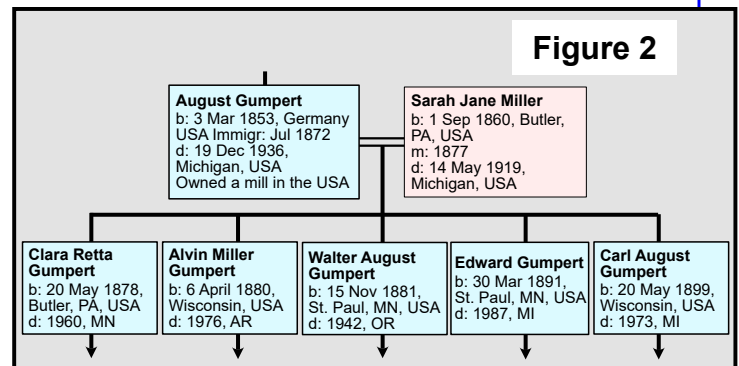 Figure 2
August Gumpert
b: 3 Mar 1853, Germany
USA Immigr: Jul 1872
d: 19 Dec 1936,
Michigan, USA
Owned a mill in the USA
Sarah Jane Miller
b: 1 Sep 1860, Butler,
PA, USA
m: 1877
d: 14 May 1919,
Michigan, USA
Clara Retta
Gumpert
b: 20 May 1878,
Butler, PA, USA
d: 1960, MN
Alvin Miller
Gumpert
b: 6 April 1880,
Wisconsin, USA
d: 1976, AR
Walter August
Gumpert
b: 15 Nov 1881,
St. Paul, MN, USA
d: 1942, OR
Edward Gumpert
b: 30 Mar 1891,
St. Paul, MN, USA
d: 1987, MI
Carl August
Gumpert
b: 20 May 1899,
Wisconsin, USA
d: 1973, MI